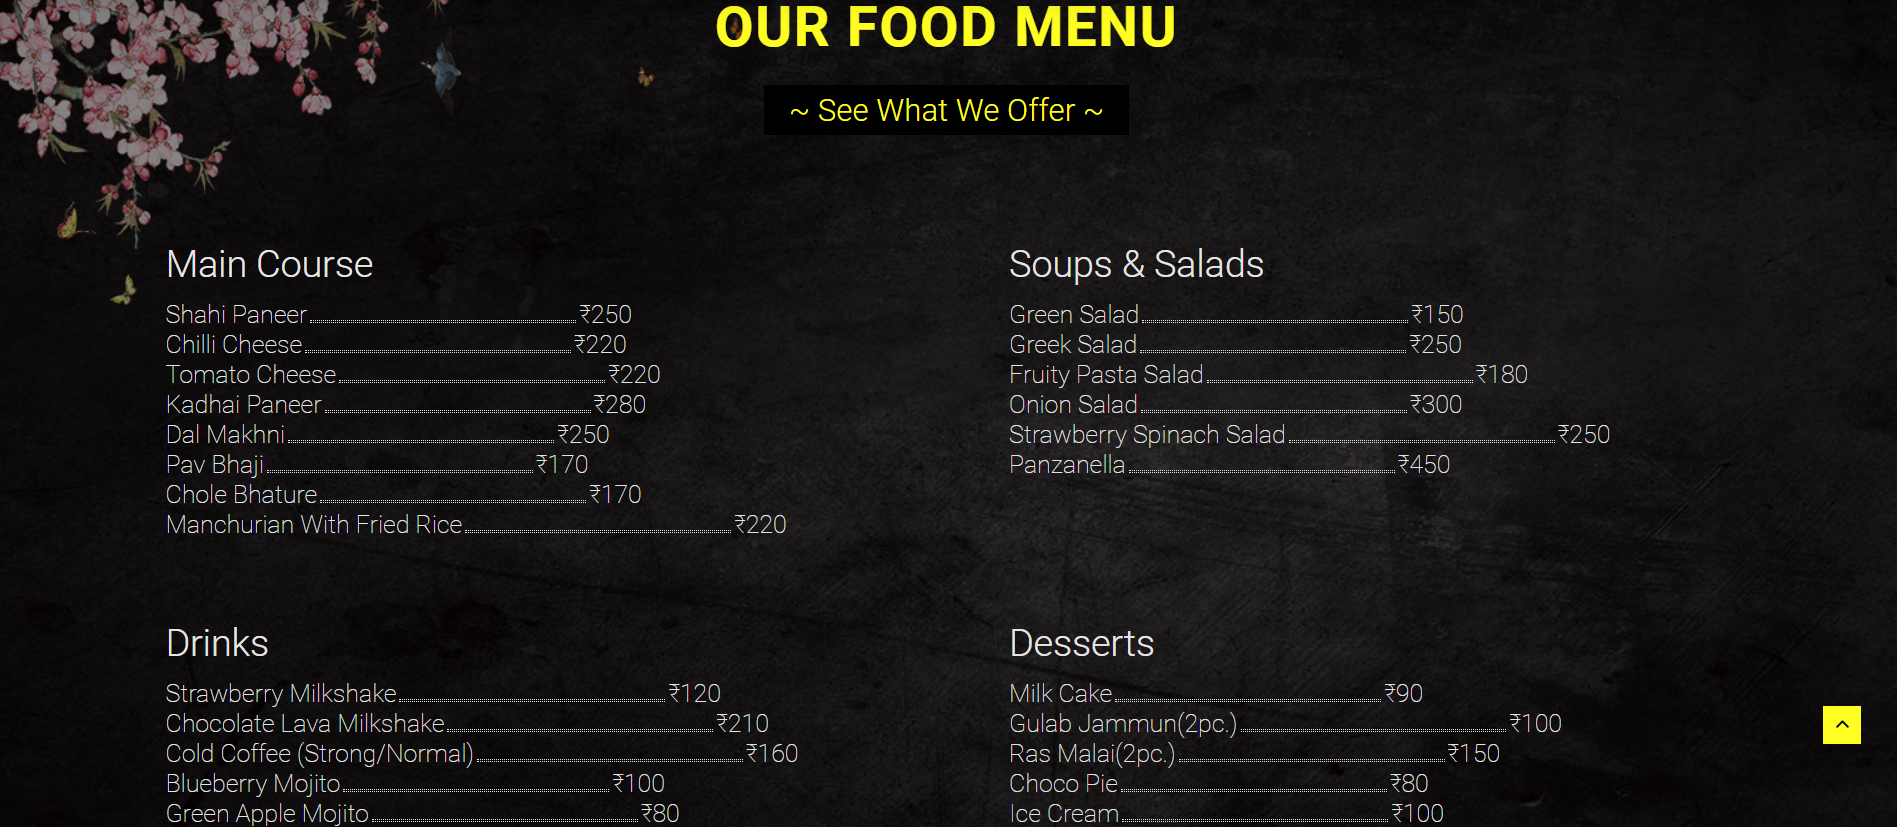 OUR FOOD MENU
~ See What We Offer ~
Main Course
Shahi Paneer ₹250
Chilli Cheese ₹220
Tomato Cheese ₹220
Kadhai Paneer ₹280
Dal Makhni ₹250
Pav Bhaji ₹170
Chole Bhature ₹170
Manchurian With Fried Rice ₹220
Soups & Salads
Green Salad ₹150
Greek Salad ₹250
Fruity Pasta Salad ₹180
Onion Salad ₹300
Strawberry Spinach Salad ₹250
Panzanella ₹450
Drinks
Strawberry Milkshake ₹120
Chocolate Lava Milkshake ₹210
Cold Coffee (Strong/Normal) ₹160
Blueberry Mojito ₹100
Green Apple Mojito ₹80
Desserts
Milk Cake ₹90
Gulab Jammun(2pc.) ₹100
Ras Malai(2pc.) ₹150
Choco Pie ₹80
Ice Cream ₹100